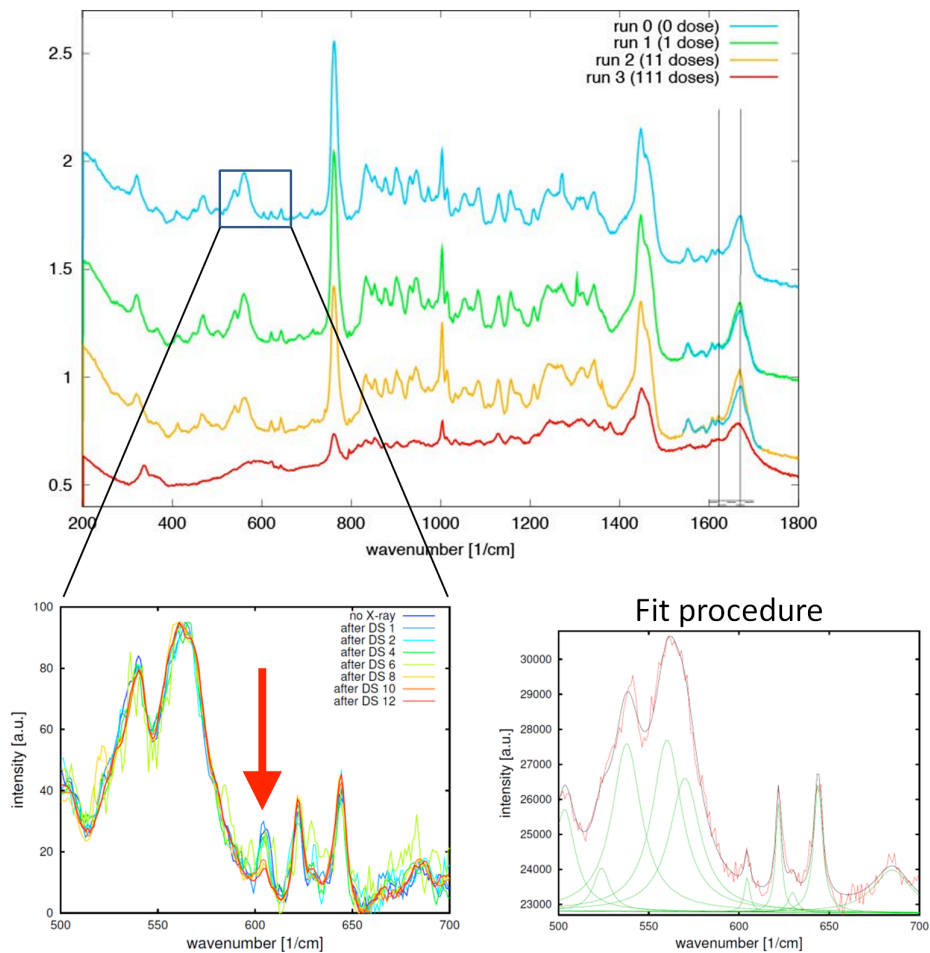 run 0 (0 dose)
run 1 (1 dose)
run 2 (11 doses)
run 3 (111 doses)
2.5
2
1.5
1
0.5
200 400 600 800 1000 1200 1400 1600 1800
wavenumber [1/cm]
100
80
60
40
20
0
intensity [a.u.]
no X-ray
after DS 1
after DS 2
after DS 4
after DS 6
after DS 8
after DS 10
after DS 12
500 550 600 650 700
wavenumber [1/cm]
Fit procedure
30000
29000
28000
27000
26000
25000
24000
23000
intensity [a.u.]
500 550 600 650 700
wavenumber [1/cm]